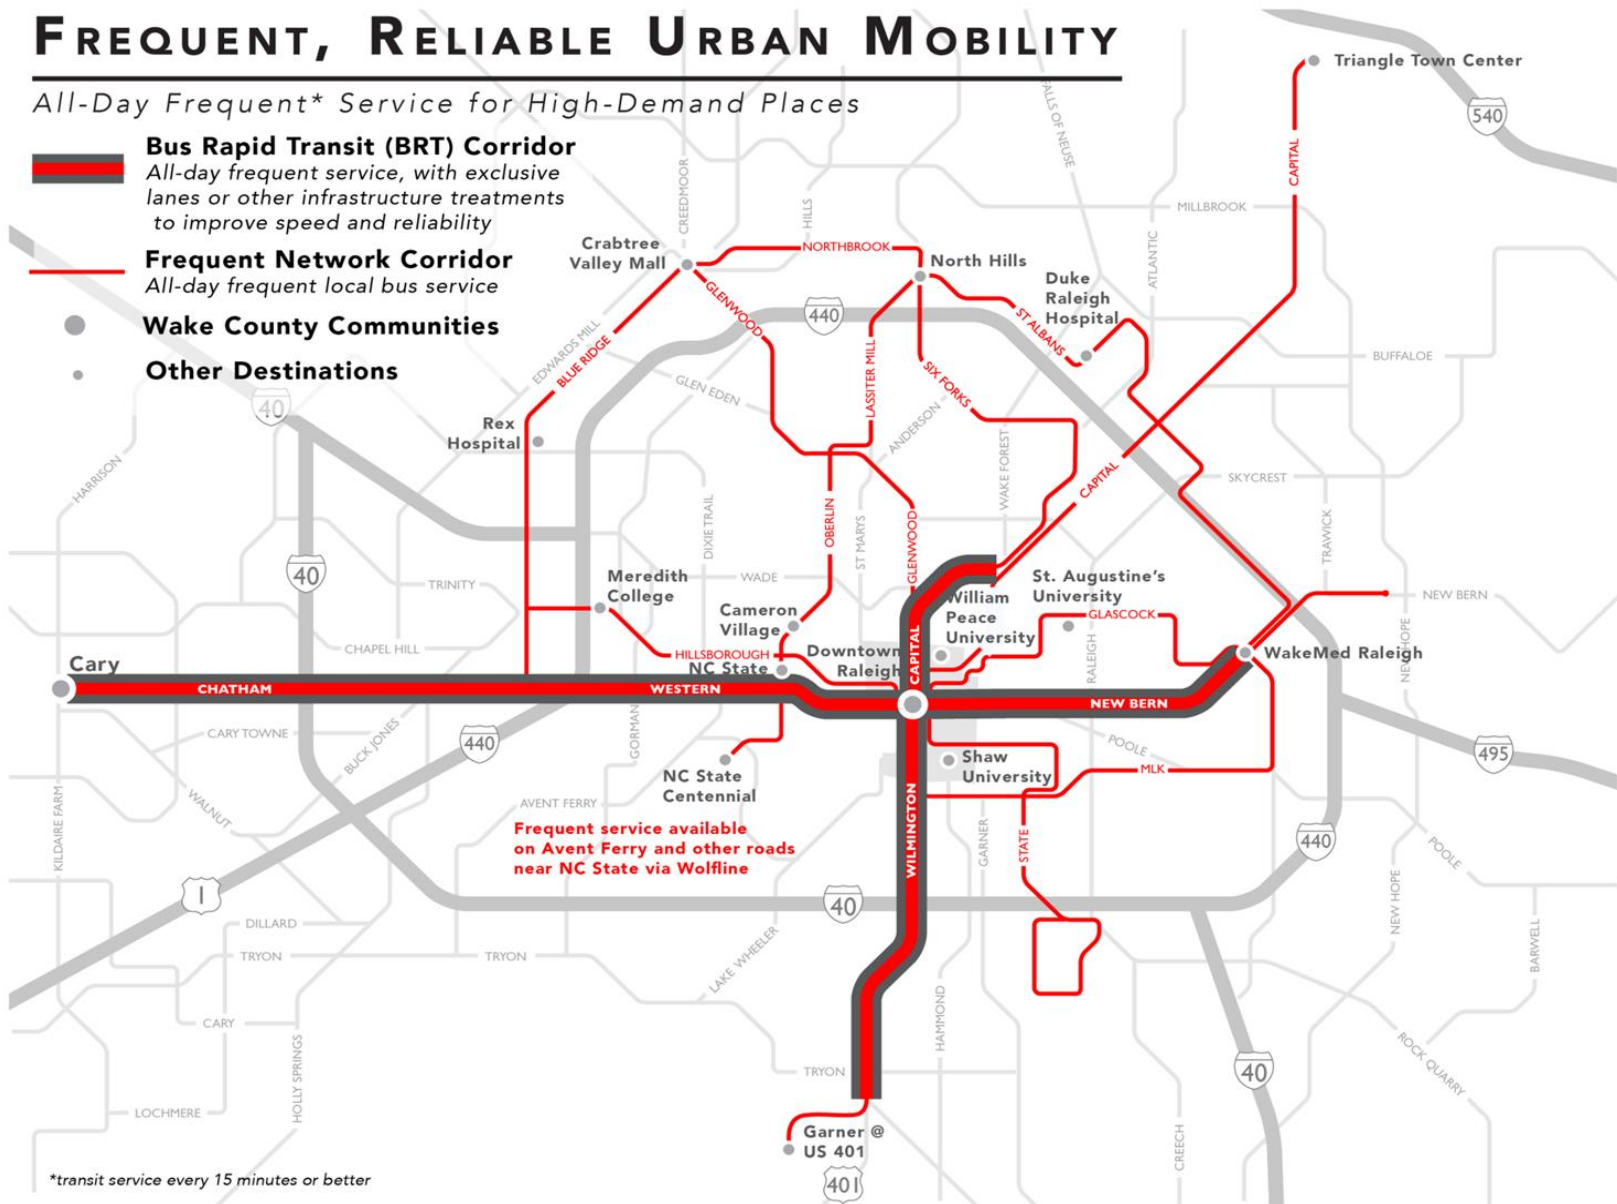 FREQUENT, RELIABLE URBAN MOBILITY
All-Day Frequent* Service for High-Demand Places
Bus Rapid Transit (BRT) Corridor
All-day frequent service, with exclusive
lanes or other infrastructure treatments
to improve speed and reliability
Frequent Network Corridor
All-day frequent local bus service
Wake County Communities
Other Destinations
Triangle Town Center
540
FALLS OF NEUSE
CAPITAL
CREEDMOOR
HILLS
MILLBROOK
ATLANTIC
Crabtree
Valley Mall
NORTHBROOK
North Hills
Duke
Raleigh
Hospital
GLENWOOD
440
ST ALBANS
EDWARDS MILL
BLUE RIDGE
GLEN EDEN
LASSITER MILL
SIX FORKS
BUFFALOE
40
Rex
Hospital
ANDERSON
HARRISON
WAKE FOREST
CAPITAL
SKYCREST
DIXIE TRAIL
OBERLIN
ST MARYS
GLENWOOD
TRAWICK
40
TRINITY
Meredith
College
WADE
St. Augustine's
University
NEW BERN
Cameron
Village
William
Peace
University
GLASCOCK
CHAPEL HILL
HILLSBOROUGH
NC State
Downtown
Raleigh
CAPITAL
RALEIGH
WakeMed Raleigh
NEW HOPE
Cary
CHATHAM
WESTERN
NEW BERN
CARY TOWNE
BUCK JONES
440
GORMAN
POOLE
495
NC State
Centennial
Shaw
University
MLK
KILDAIRE FARM
WALNUT
AVENT FERRY
Frequent service available
on Avent Ferry and other roads
near NC State via Wolfline
WILMINGTON
GARNER
STATE
440
POOLE
1
40
NEW HOPE
DILLARD
TRYON
TRYON
LAKE WHEELER
BARWELL
CARY
HOLLY SPRINGS
HAMMOND
ROCK QUARRY
TRYON
40
LOCHMERE
Garner @
US 401
CREECH
401
*transit service every 15 minutes or better